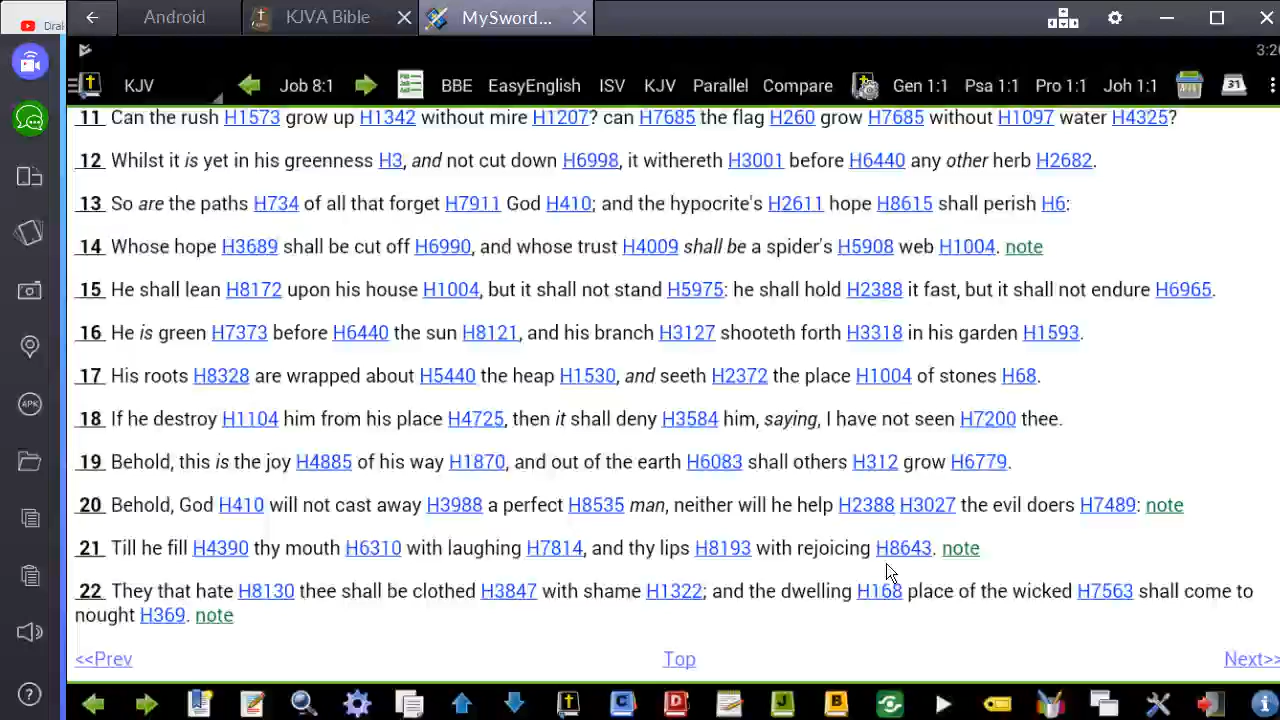 Drak
Android
KJVA Bible
MySword...
3:20
KJV
Job 8:1
BBE
EasyEnglish
ISV
KJV
Parallel
Compare
Gen 1:1
Psa 1:1
Pro 1:1
Joh 1:1
31
11 Can the rush H1573 grow up H1342 without mire H1207? can H7685 the flag H260 grow H7685 without H1097 water H4325?
12 Whilst it is yet in his greenness H3, and not cut down H6998, it withereth H3001 before H6440 any other herb H2682.
13 So are the paths H734 of all that forget H7911 God H410; and the hypocrite's H2611 hope H8615 shall perish H6:
14 Whose hope H3689 shall be cut off H6990, and whose trust H4009 shall be a spider's H5908 web H1004. note
15 He shall lean H8172 upon his house H1004, but it shall not stand H5975: he shall hold H2388 it fast, but it shall not endure H6965.
16 He is green H7373 before H6440 the sun H8121, and his branch H3127 shooteth forth H3318 in his garden H1593.
17 His roots H8328 are wrapped about H5440 the heap H1530, and seeth H2372 the place H1004 of stones H68.
18 If he destroy H1104 him from his place H4725, then it shall deny H3584 him, saying, I have not seen H7200 thee.
19 Behold, this is the joy H4885 of his way H1870, and out of the earth H6083 shall others H312 grow H6779.
20 Behold, God H410 will not cast away H3988 a perfect H8535 man, neither will he help H2388 H3027 the evil doers H7489: note
21 Till he fill H4390 thy mouth H6310 with laughing H7814, and thy lips H8193 with rejoicing H8643. note
22 They that hate H8130 thee shall be clothed H3847 with shame H1322; and the dwelling H168 place of the wicked H7563 shall come to
nought H369. note
<<Prev
Top
Next>>
APK
C
D
J
B